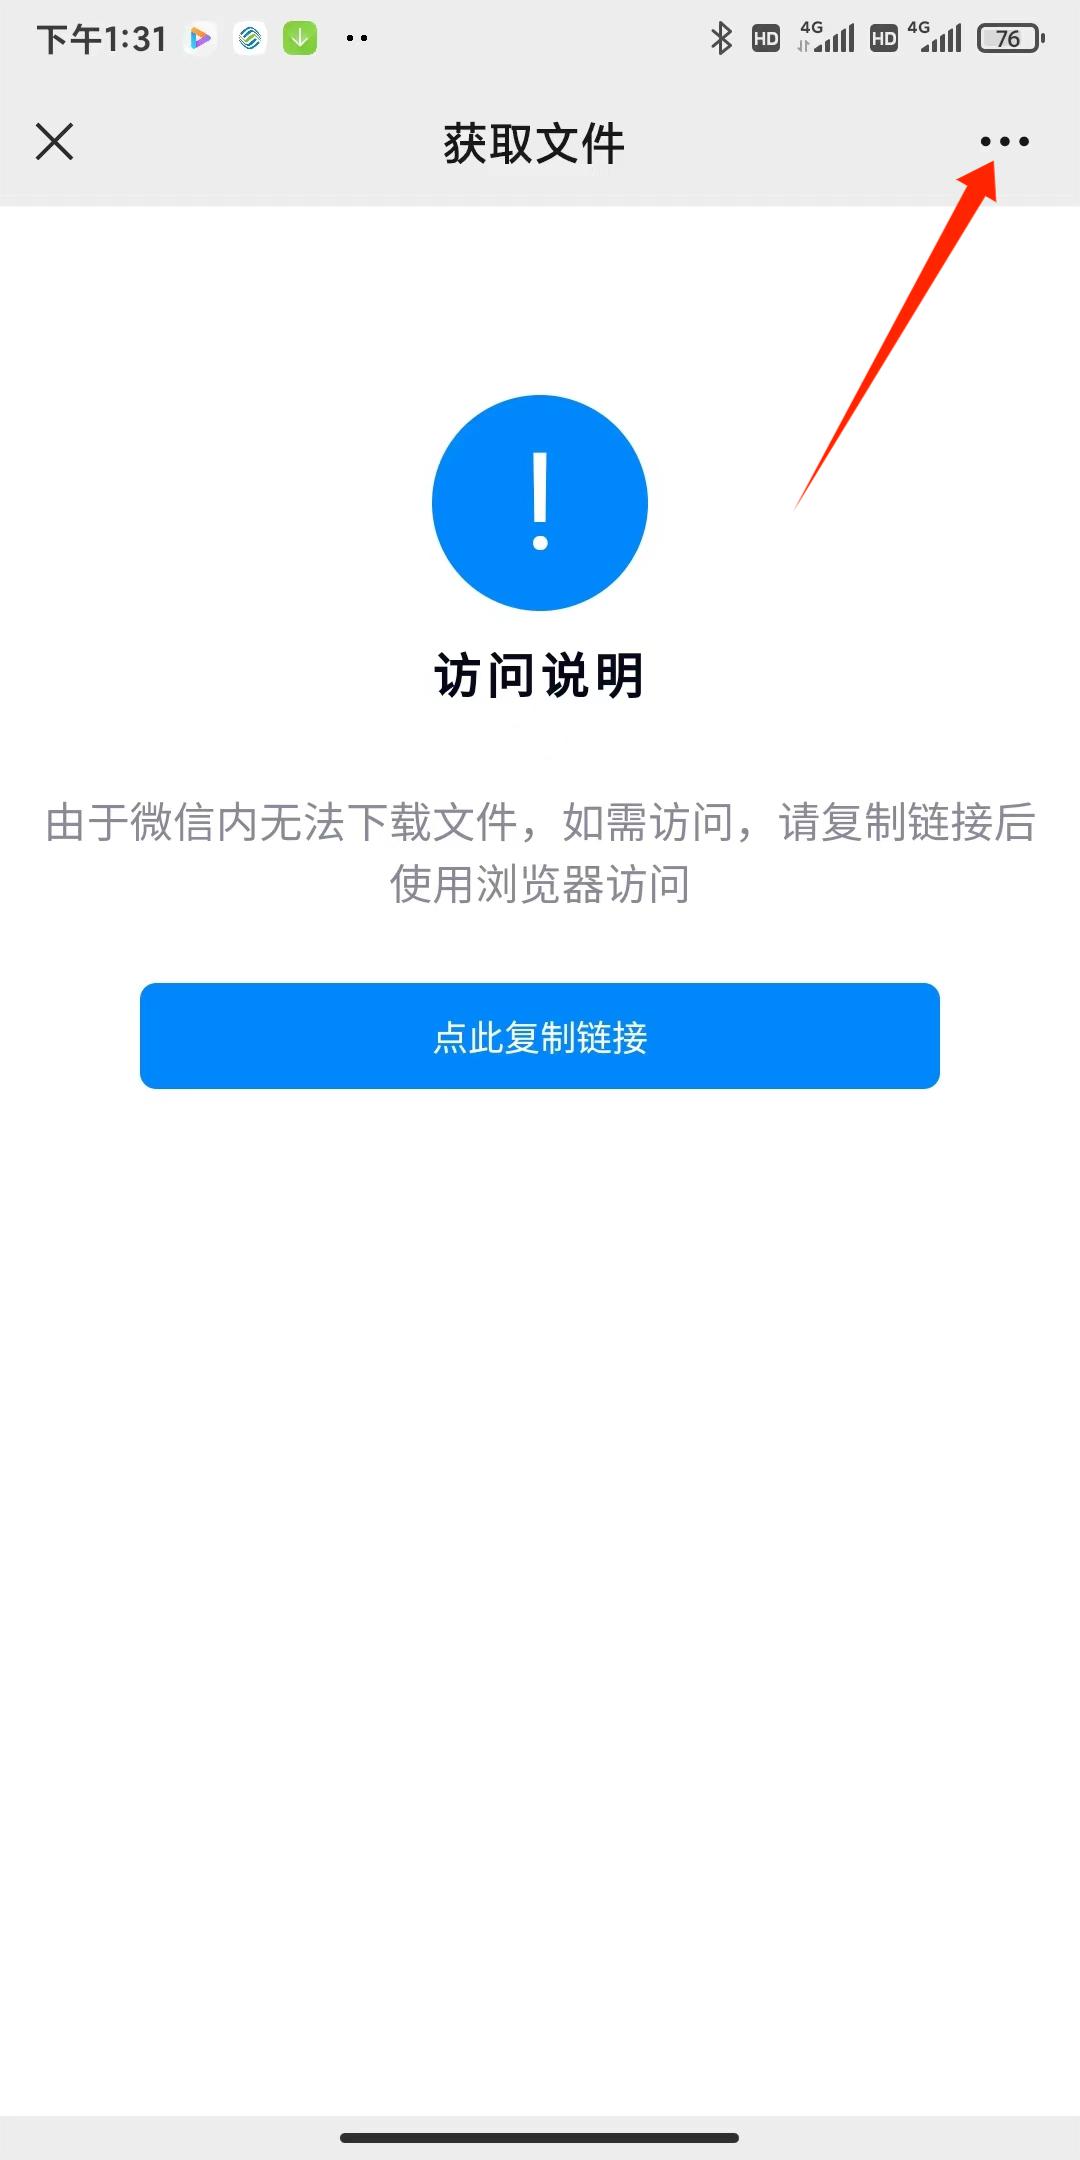 下午1:31
HD 4G HD 4G 76
获取文件
访问说明
由于微信内无法下载文件，如需访问，请复制链接后
使用浏览器访问
点此复制链接